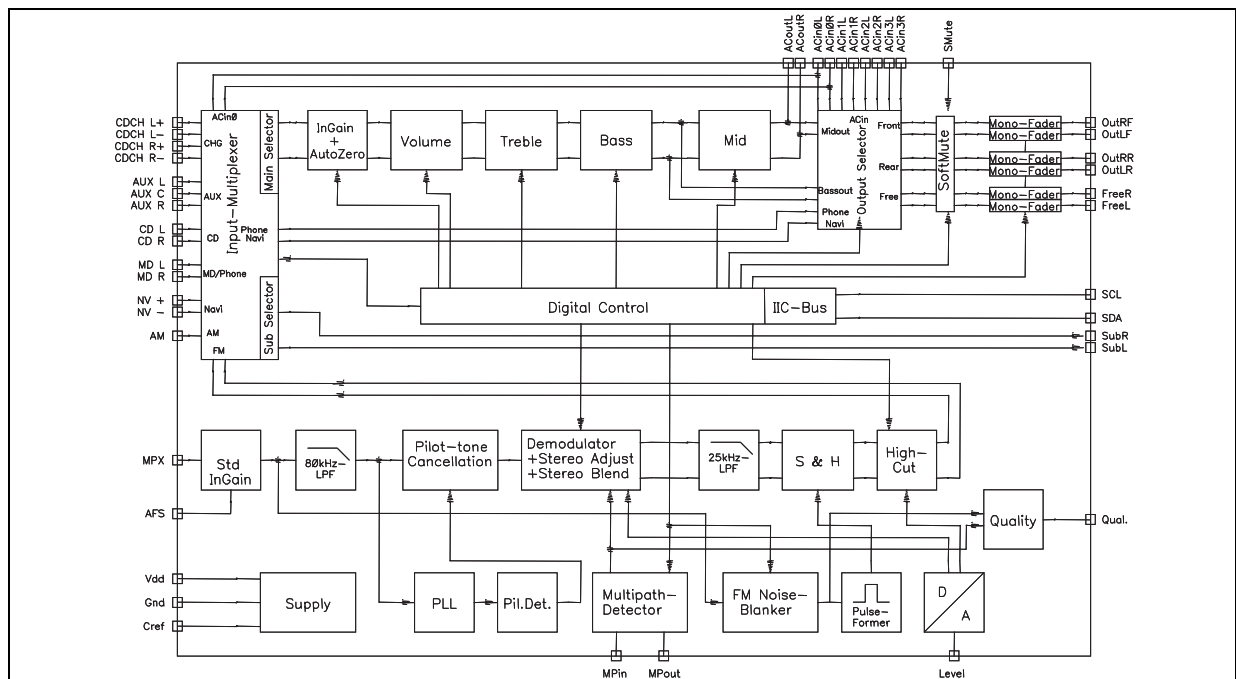 ACoutL
ACoutR
ACin0L
ACin0R
ACin1L
ACin1R
ACin2L
ACin2R
ACin3L
ACin3R
SMute
CDCH L+
CDCH L-
CDCH R+
CDCH R-
AUX L
AUX C
AUX R
CD L
CD R
MD L
MD R
NV +
NV -
AM
ACin0
CHG
AUX
CD
MD/Phone
Navi
AM
FM
Input-Multiplexer
Main Selector
Phone
Navi
Sub Selector
InGain
+
AutoZero
Volume
Treble
Bass
Mid
ACin
Midout
Front
Rear
Bassout
Free
Phone
Navi
Output Selector
SoftMute
Mono-Fader
Mono-Fader
Mono-Fader
Mono-Fader
Mono-Fader
Mono-Fader
OutRF
OutLF
OutRR
OutLR
FreeR
FreeL
Digital Control
IIC-Bus
SCL
SDA
SubR
SubL
MPX
AFS
Std
InGain
80kHz-
LPF
Pilot-tone
Cancellation
Demodulator
+Stereo Adjust
+Stereo Blend
25kHz-
LPF
S & H
High-
Cut
Quality
Qual.
Vdd
Gnd
Cref
Supply
PLL
Pil.Det.
Multipath-
Detector
FM Noise-
Blanker
Pulse-
Former
D
A
MPin
MPout
Level